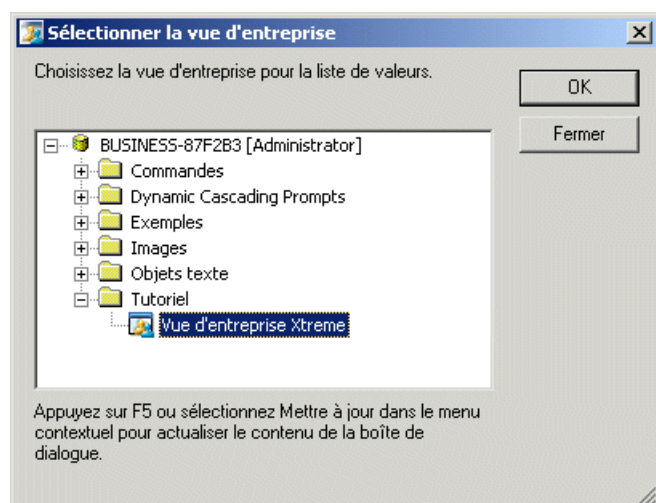 Sélectionner la vue d'entreprise
Choisissez la vue d'entreprise pour la liste de valeurs.
OK
Fermer
BUSINESS-87F2B3 [Administrator]
Commandes
Dynamic Cascading Prompts
Exemples
Images
Objets texte
Tutoriel
Vue d'entreprise Xtreme
Appuyez sur F5 ou sélectionnez Mettre à jour dans le menu
contextuel pour actualiser le contenu de la boîte de
dialogue.